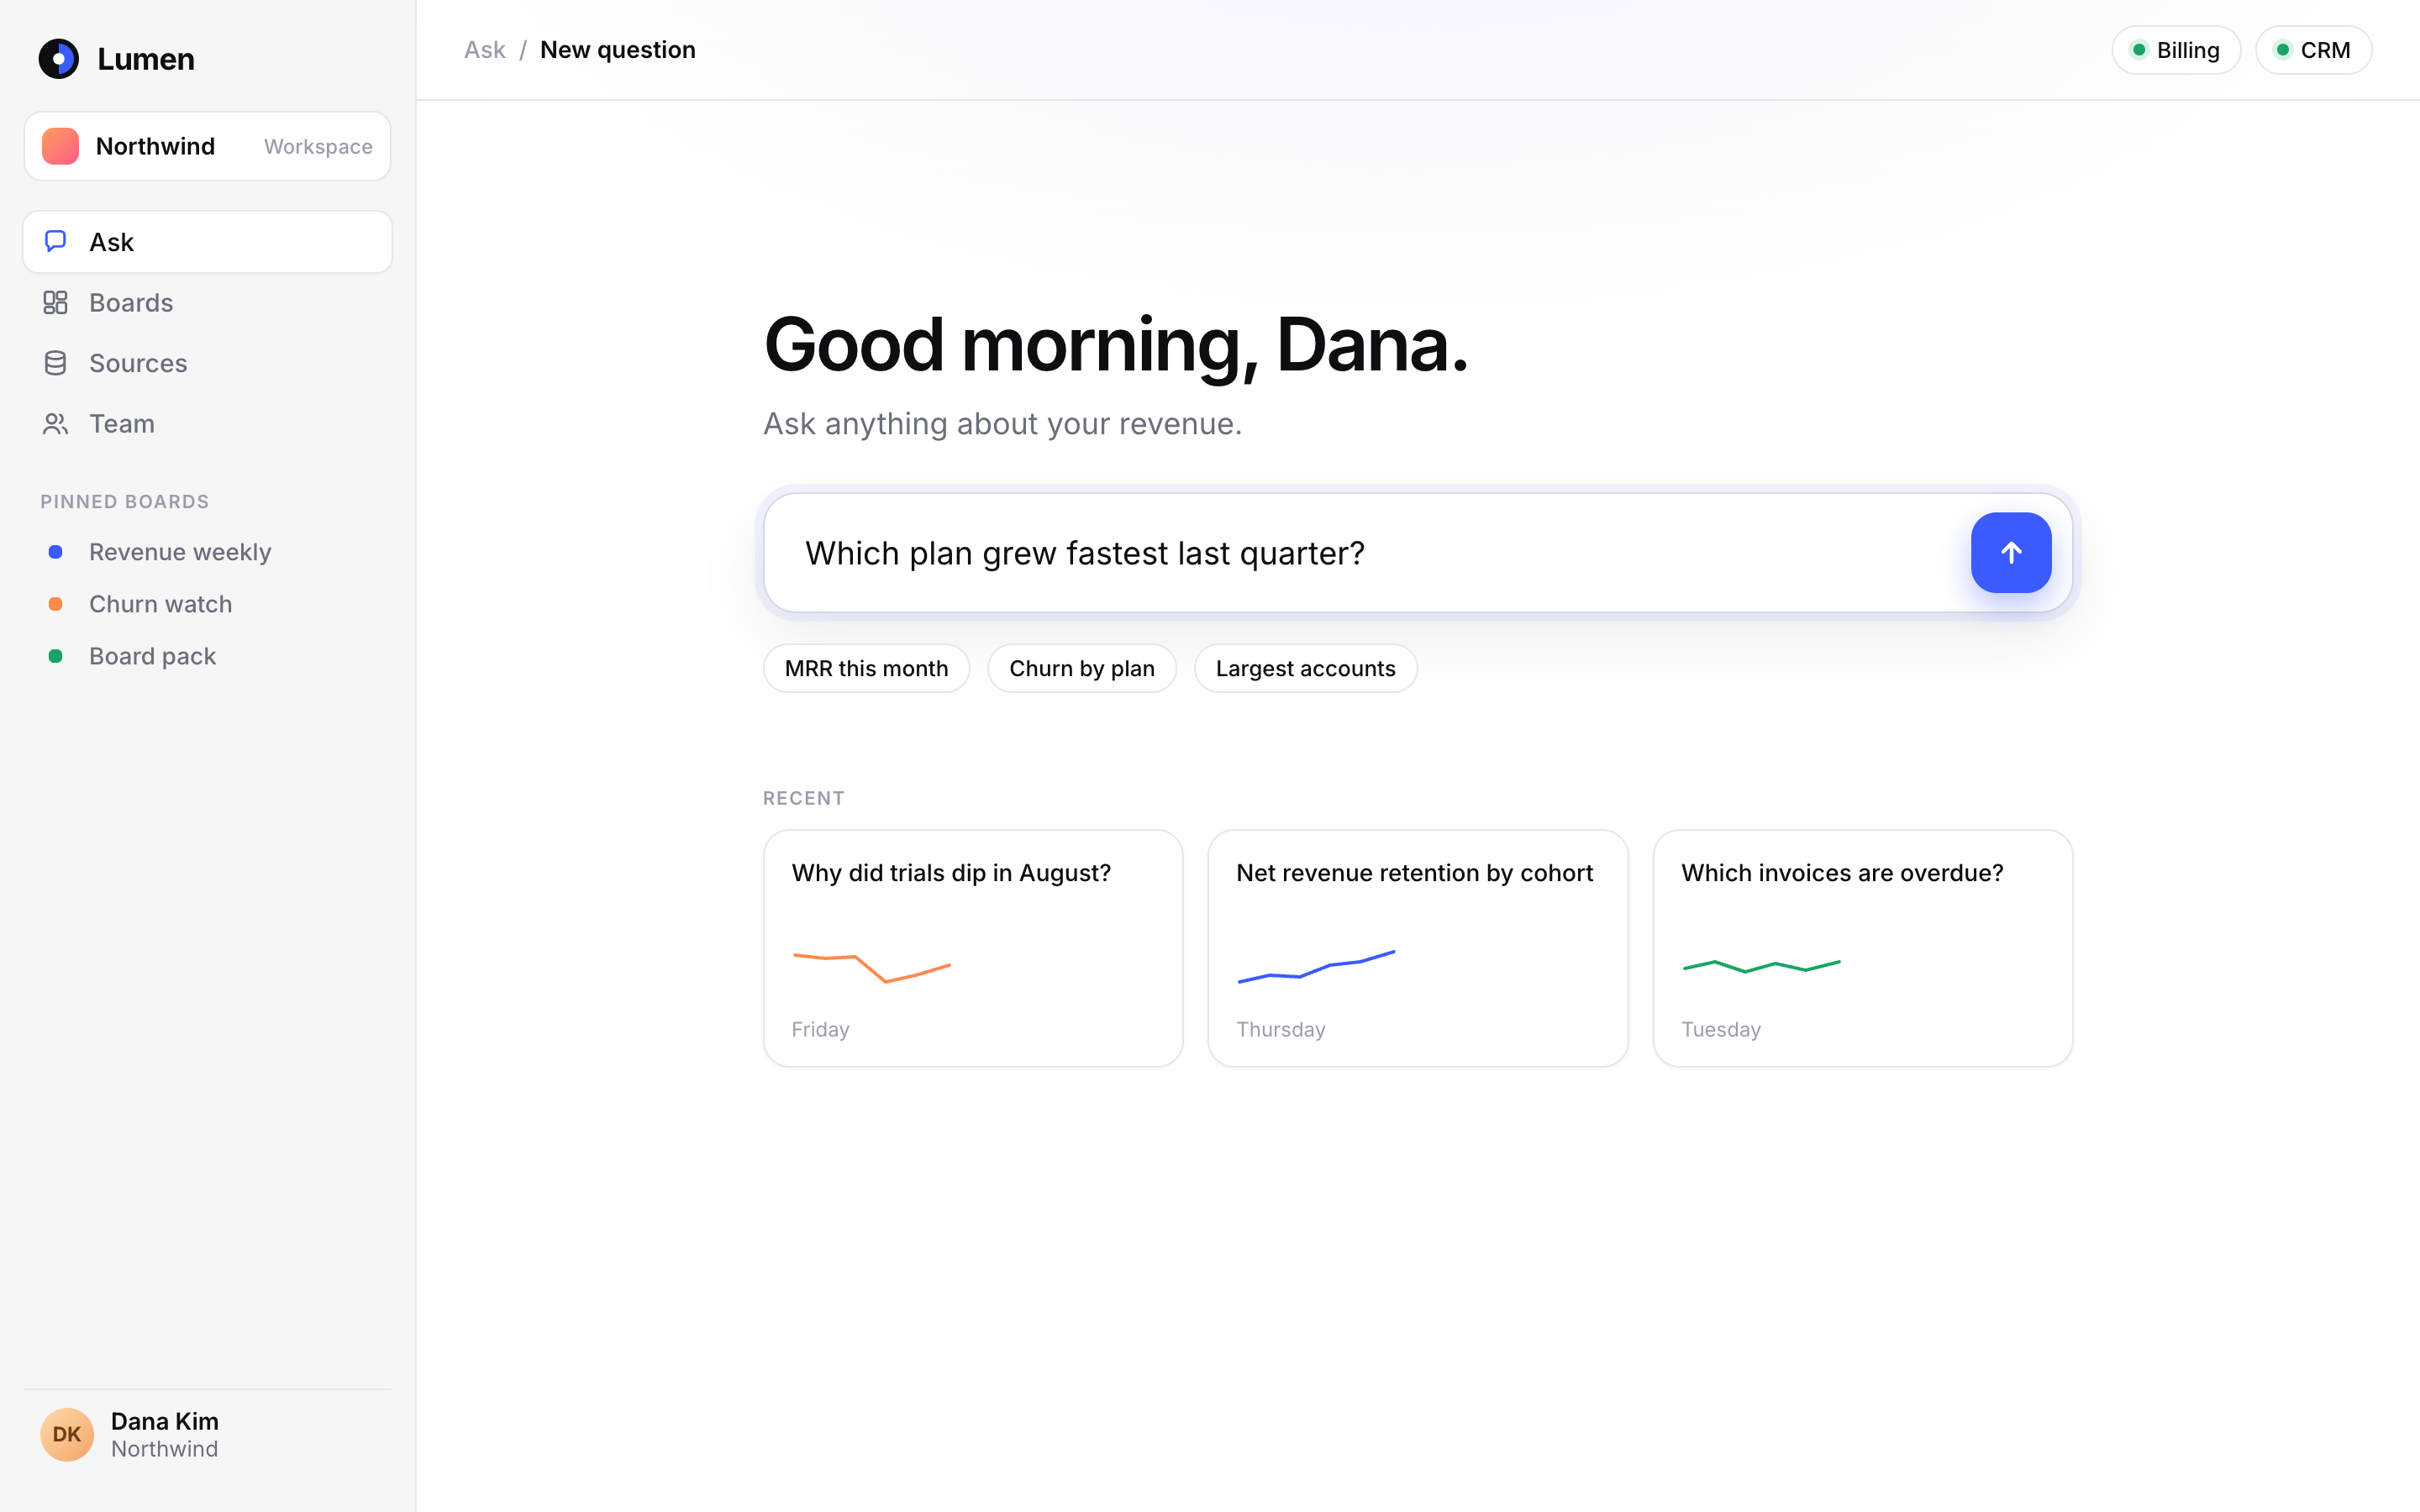 Lumen
Northwind Workspace
Ask
Boards
Sources
Team
PINNED BOARDS
Revenue weekly
Churn watch
Board pack
DK
Dana Kim
Northwind
Ask / New question
Billing
CRM
Good morning, Dana.
Ask anything about your revenue.
Which plan grew fastest last quarter?
MRR this month
Churn by plan
Largest accounts
RECENT
Why did trials dip in August?
Friday
Net revenue retention by cohort
Thursday
Which invoices are overdue?
Tuesday